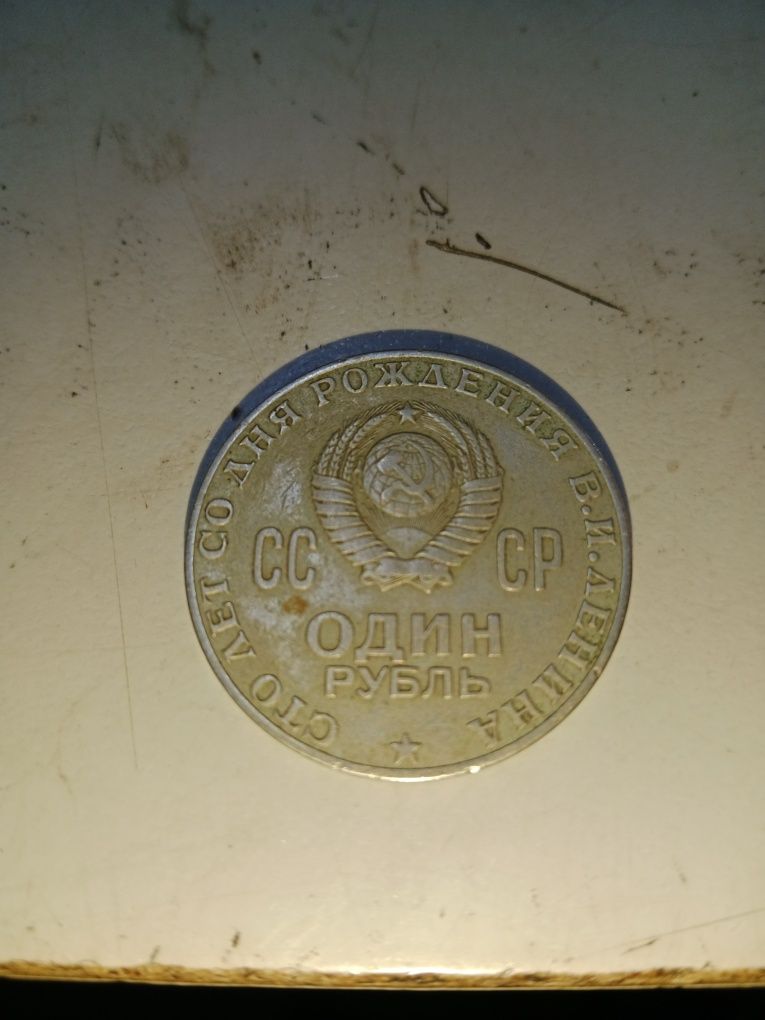 СТО ЛЕТ СО ДНЯ РОЖДЕНИЯ В.И.ЛЕНИНА
СС СР
ОДИН
РУБЛЬ